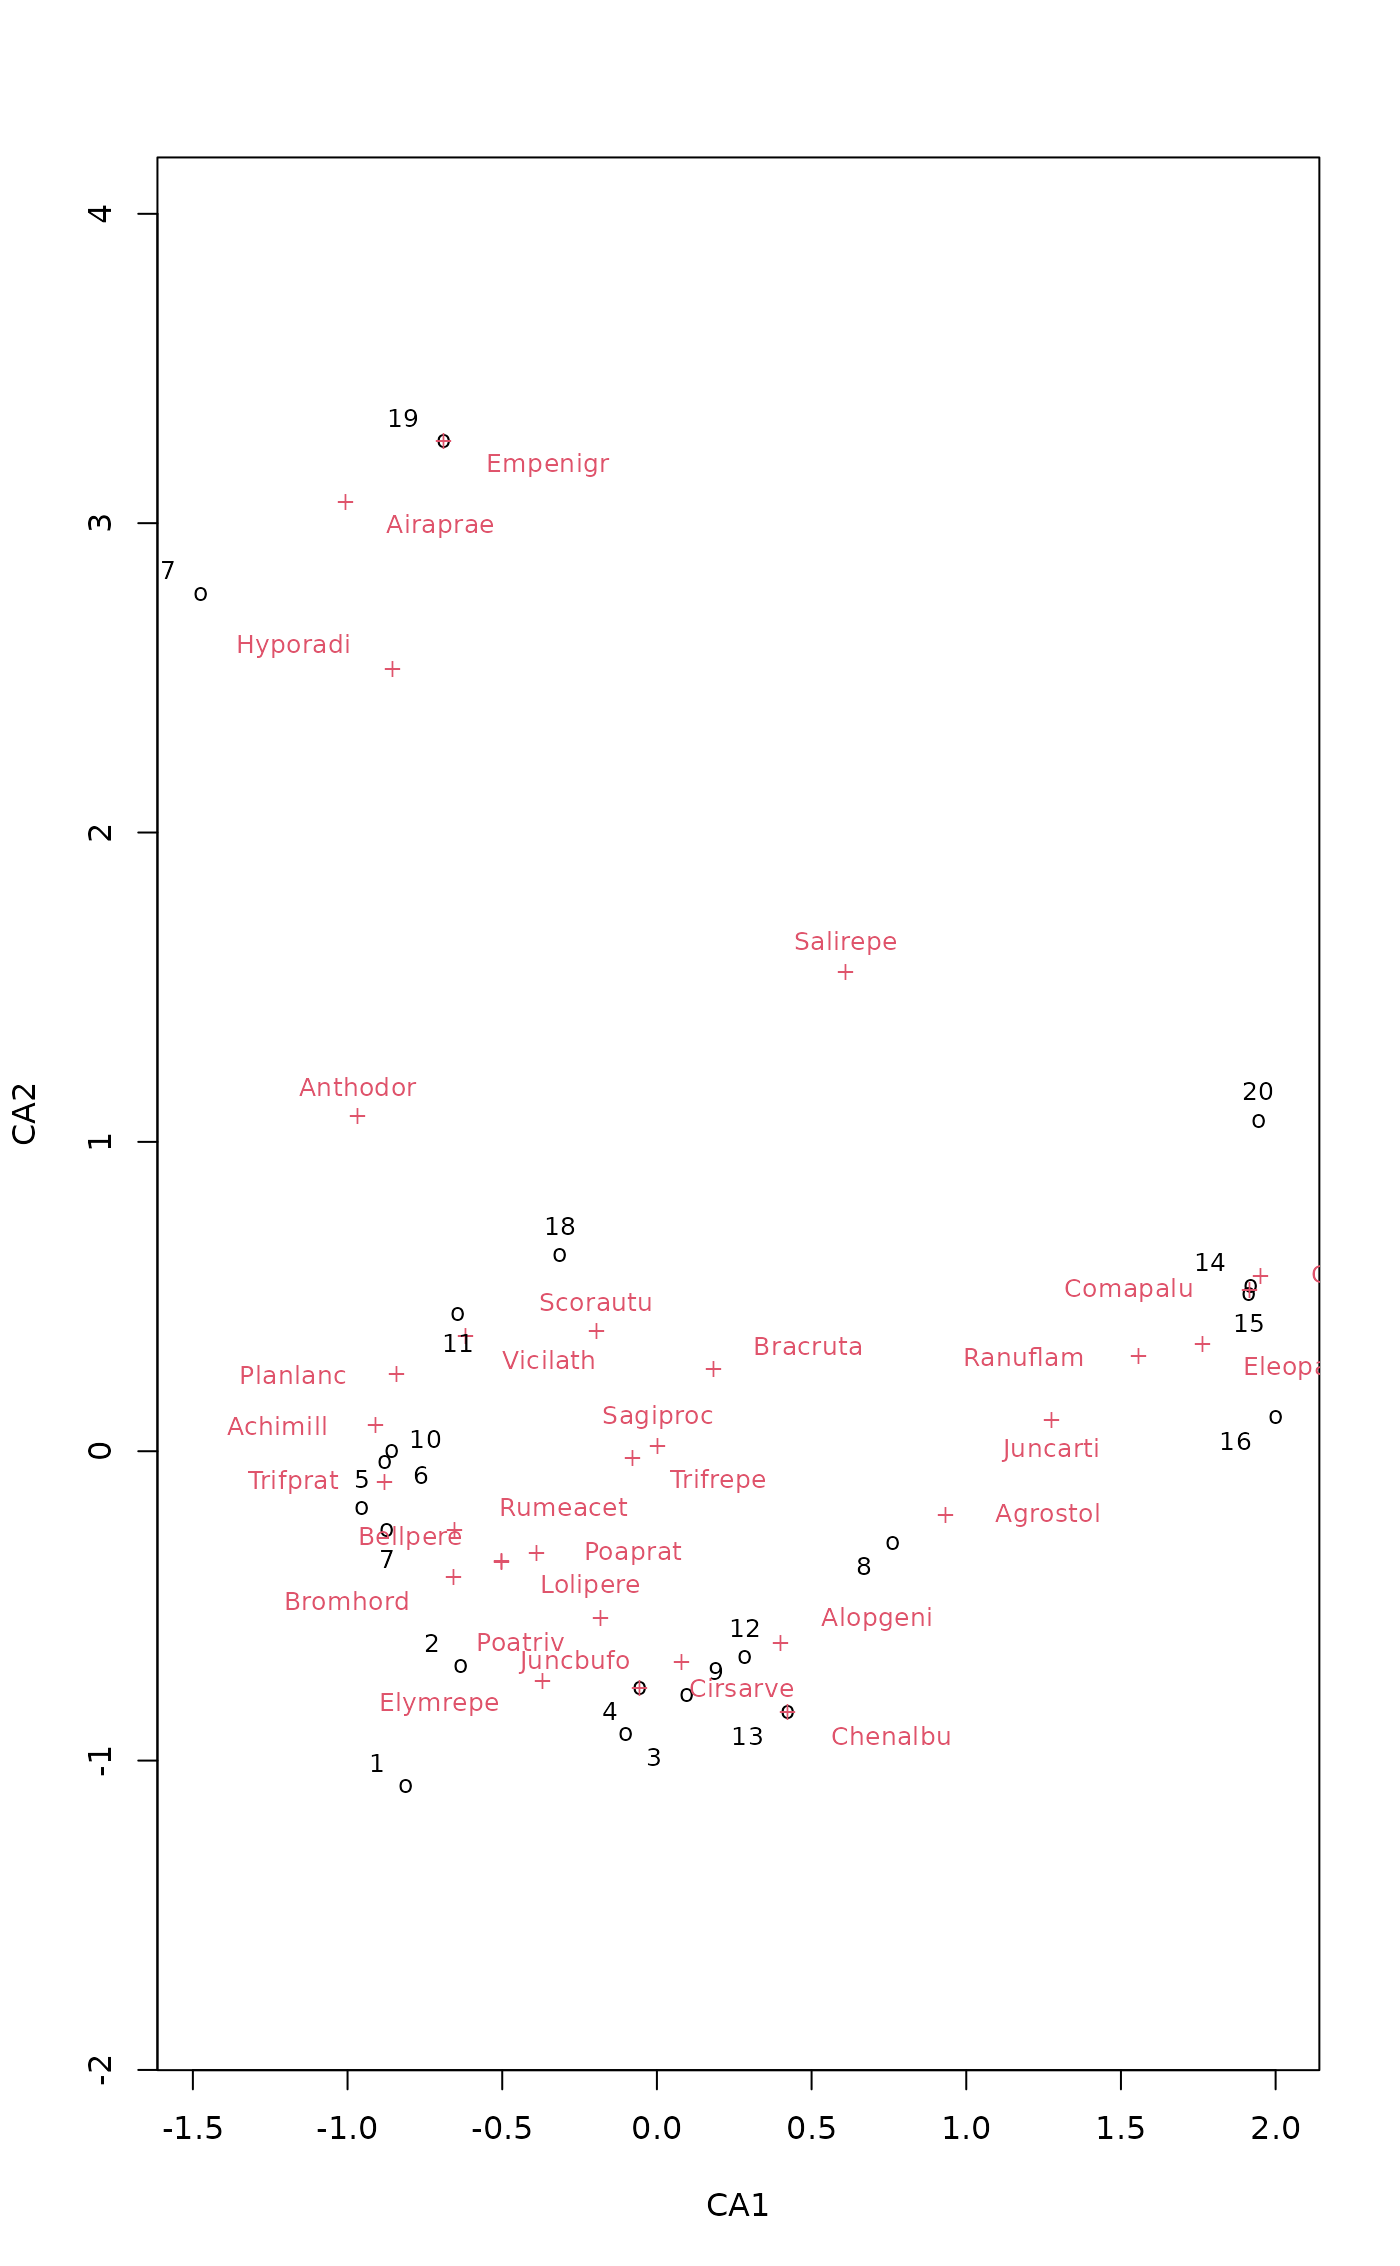 4
19
Empenigr
3
Airaprae
7
Hyporadi
2
Salirepe
Anthodor
20
1
CA2
18
14
Comapalu
Scorautu
15
11
Bracruta
Ranuflam
Vicilath
Eleopa
Planlanc
Sagiproc
Achimill
10
16
0
Juncarti
5
6
Trifprat
Trifrepe
Rumeacet
Agrostol
Bellpere
Poaprat
7
8
Lolipere
Bromhord
Alopgeni
12
2
Poatriv
Juncbufo
9
Cirsarve
Elymrepe
4
13
Chenalbu
3
1
-1
-2
-1.5 -1.0 -0.5 0.0 0.5 1.0 1.5 2.0
CA1